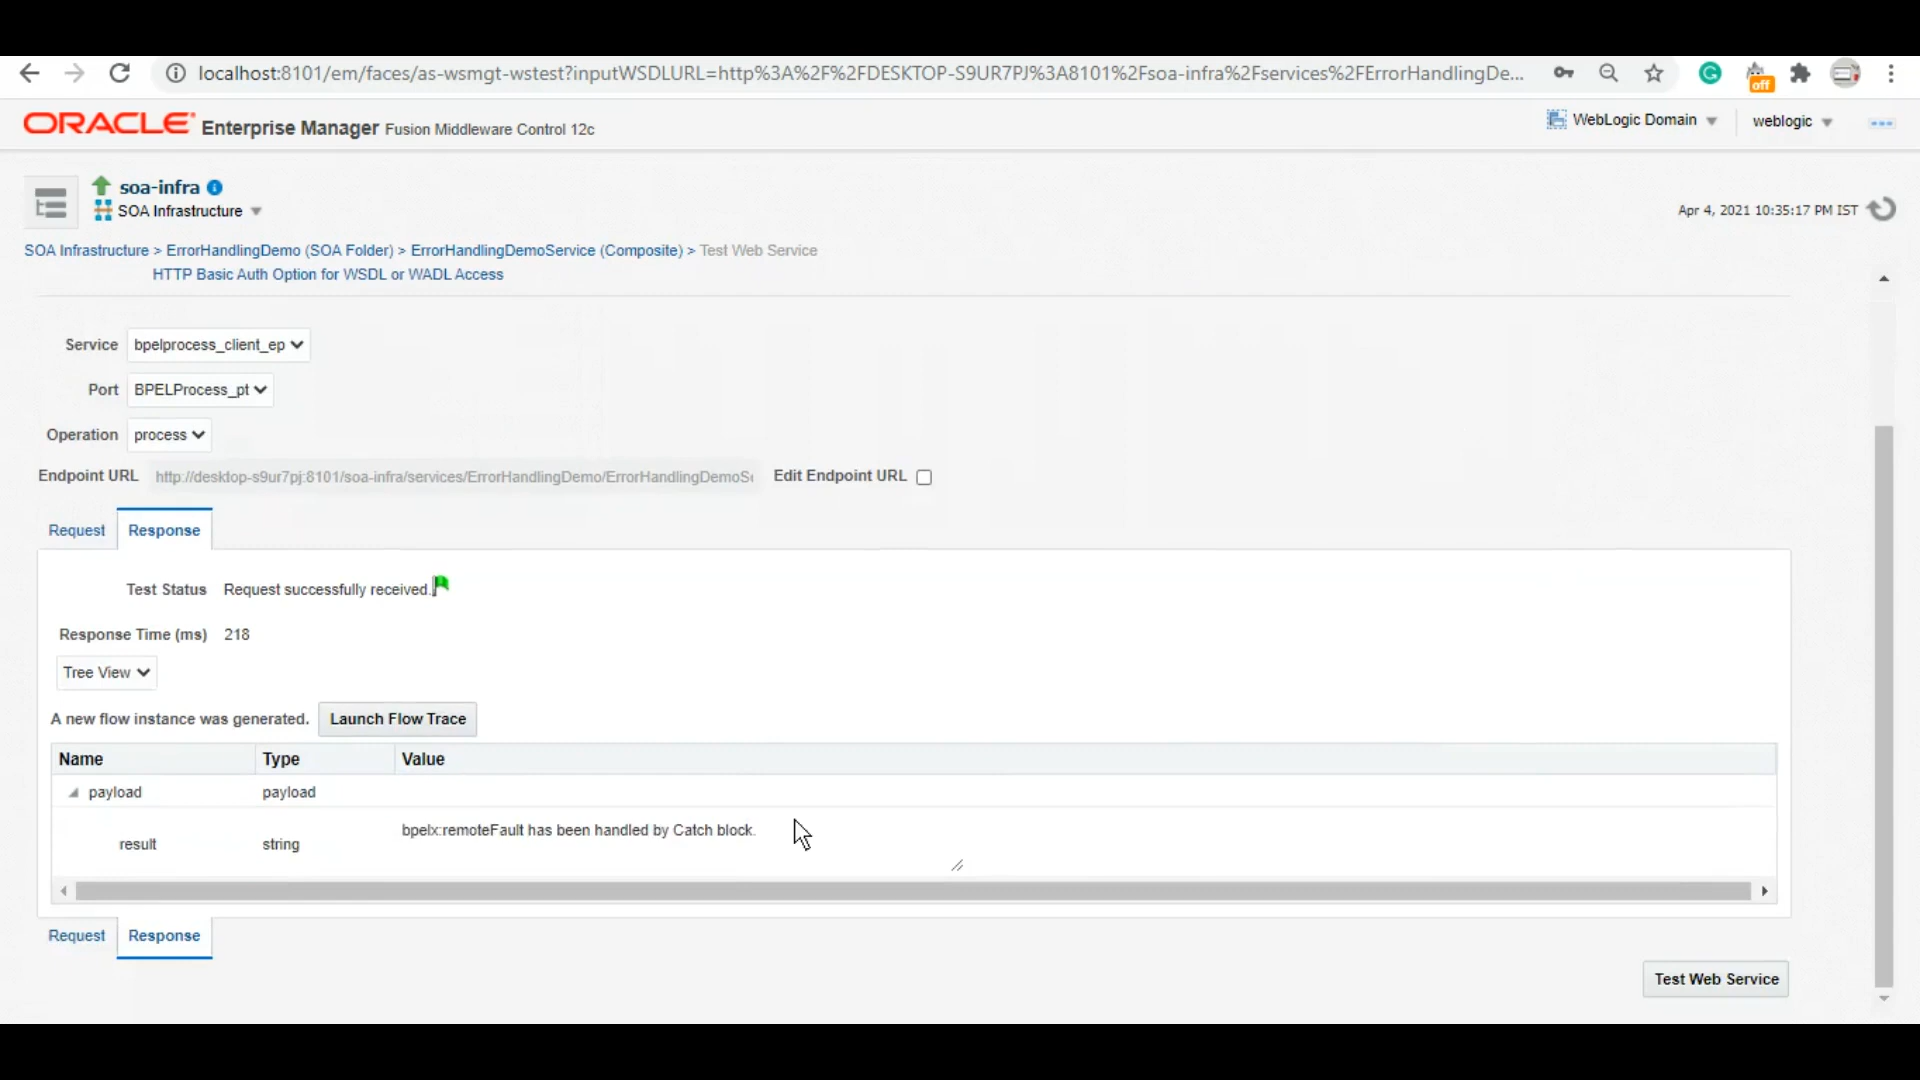 localhost:8101/em/faces/as-wsmgt-wstest?inputWSDLURL=http%3A%2F%2FDESKTOP-S9UR7PJ%3A8101%2Fsoa-infra%2Fservices%2FErrorHandlingDe...
off
ORACLE Enterprise Manager Fusion Middleware Control 12c
WebLogic Domain
weblogic
soa-infra
SOA Infrastructure
Apr 4, 2021 10:35:17 PM IST
SOA Infrastructure > ErrorHandlingDemo (SOA Folder) > ErrorHandlingDemoService (Composite) > Test Web Service
HTTP Basic Auth Option for WSDL or WADL Access
Service bpelprocess_client_ep
Port BPELProcess_pt
Operation process
Endpoint URL http://desktop-s9ur7pj:8101/soa-infra/services/ErrorHandlingDemo/ErrorHandlingDemoSe Edit Endpoint URL
Request Response
Test Status Request successfully received.
Response Time (ms) 218
Tree View
A new flow instance was generated. Launch Flow Trace
Name Type Value
payload payload
result string bpelx:remoteFault has been handled by Catch block.
Request Response
Test Web Service